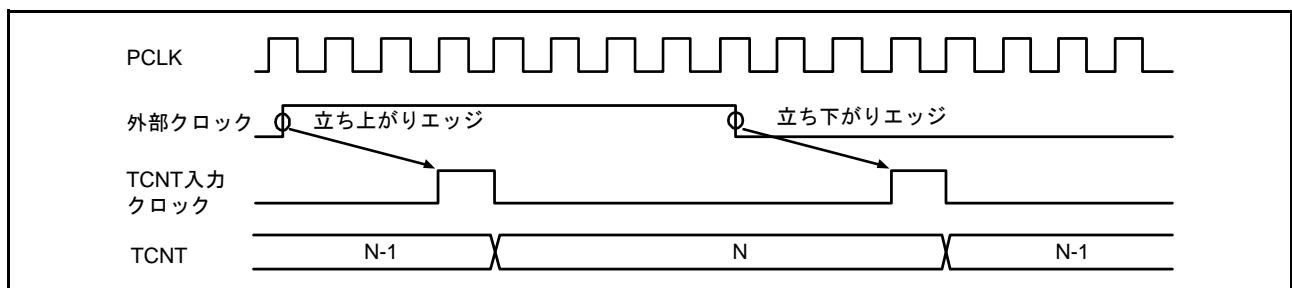 PCLK
外部クロック
立ち上がりエッジ
立ち下がりエッジ
TCNT入力
クロック
TCNT
N-1
N
N-1